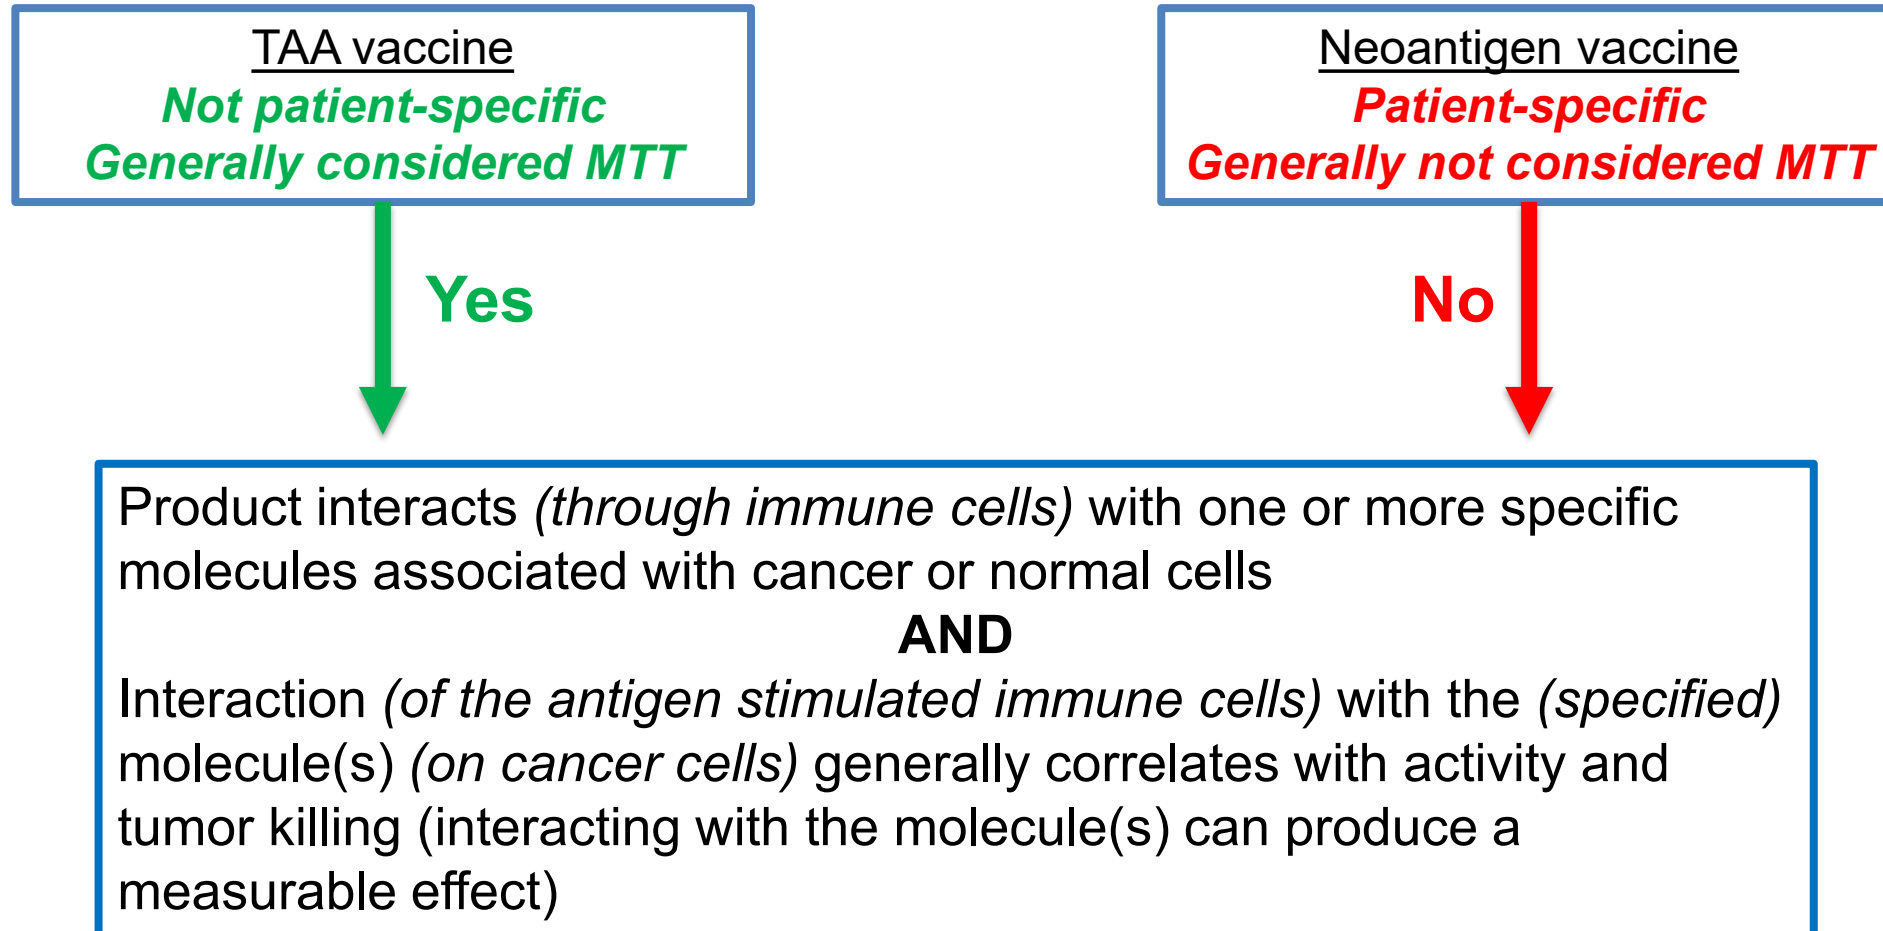 TAA vaccine
Not patient-specific
Generally considered MTT
Neoantigen vaccine
Patient-specific
Generally not considered MTT
Yes
No
Product interacts (through immune cells) with one or more specific
molecules associated with cancer or normal cells
AND
Interaction (of the antigen stimulated immune cells) with the (specified)
molecule(s) (on cancer cells) generally correlates with activity and
tumor killing (interacting with the molecule(s) can produce a
measurable effect)